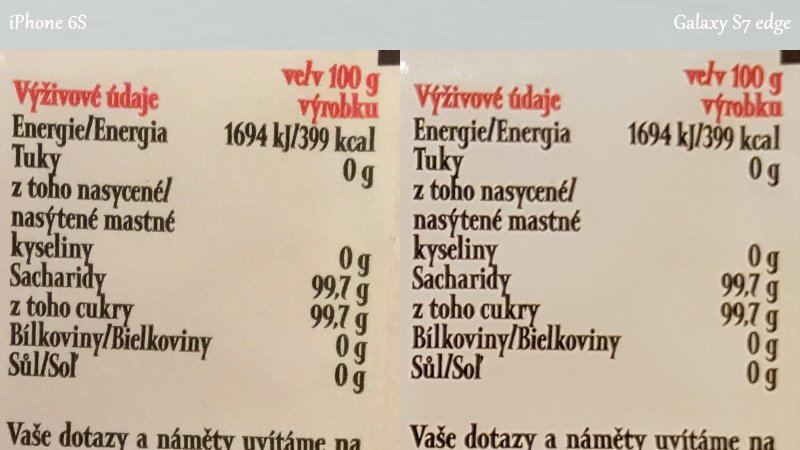 iPhone 6S
Galaxy S7 edge
ve/v 100 g
Výživové údaje výrobku
Energie/Energia 1694 kJ/399 kcal
Tuky 0 g
z toho nasycené/
nasýtené mastné
kyseliny 0 g
Sacharidy 99,7 g
z toho cukry 99,7 g
Bílkoviny/Bielkoviny 0 g
Sůl/Soľ 0 g
Vaše dotazy a náměty uvítáme na
ve/v 100 g
Výživové údaje výrobku
Energie/Energia 1694 kJ/399 kcal
Tuky 0 g
z toho nasycené/
nasýtené mastné
kyseliny 0 g
Sacharidy 99,7 g
z toho cukry 99,7 g
Bílkoviny/Bielkoviny 0 g
Sůl/Soľ 0 g
Vaše dotazy a náměty uvítáme na